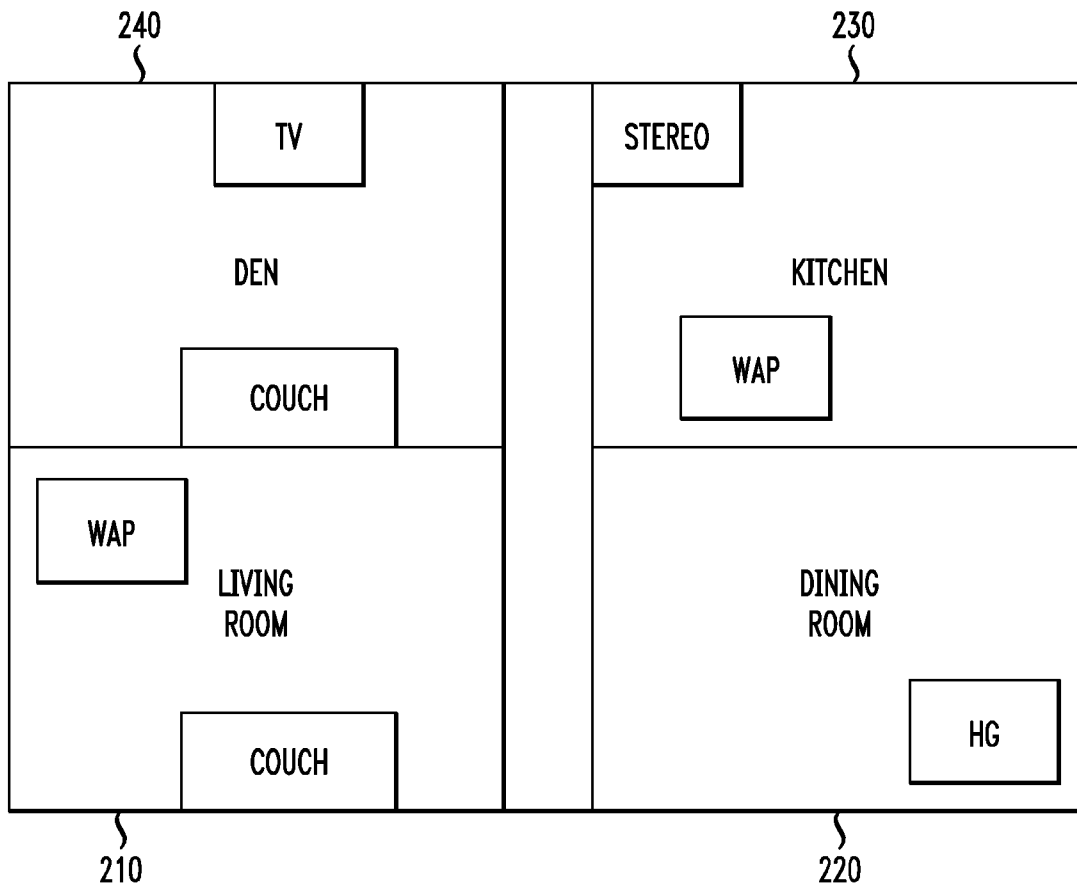 240
230
TV
STEREO
DEN
KITCHEN
WAP
COUCH
WAP
LIVING
ROOM
DINING
ROOM
HG
COUCH
210
220